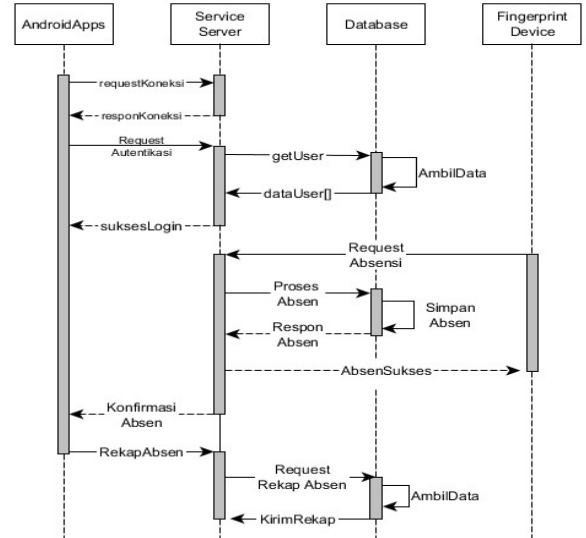 AndroidApps
Service
Server
Database
Fingerprint
Device
requestKoneksi
responKoneksi
Request
Autentikasi
getUser
AmbilData
dataUser[]
suksesLogin
Request
Absensi
Proses
Absen
Simpan
Absen
Respon
Absen
AbsenSukses
Konfirmasi
Absen
RekapAbsen
Request
Rekap Absen
AmbilData
KirimRekap